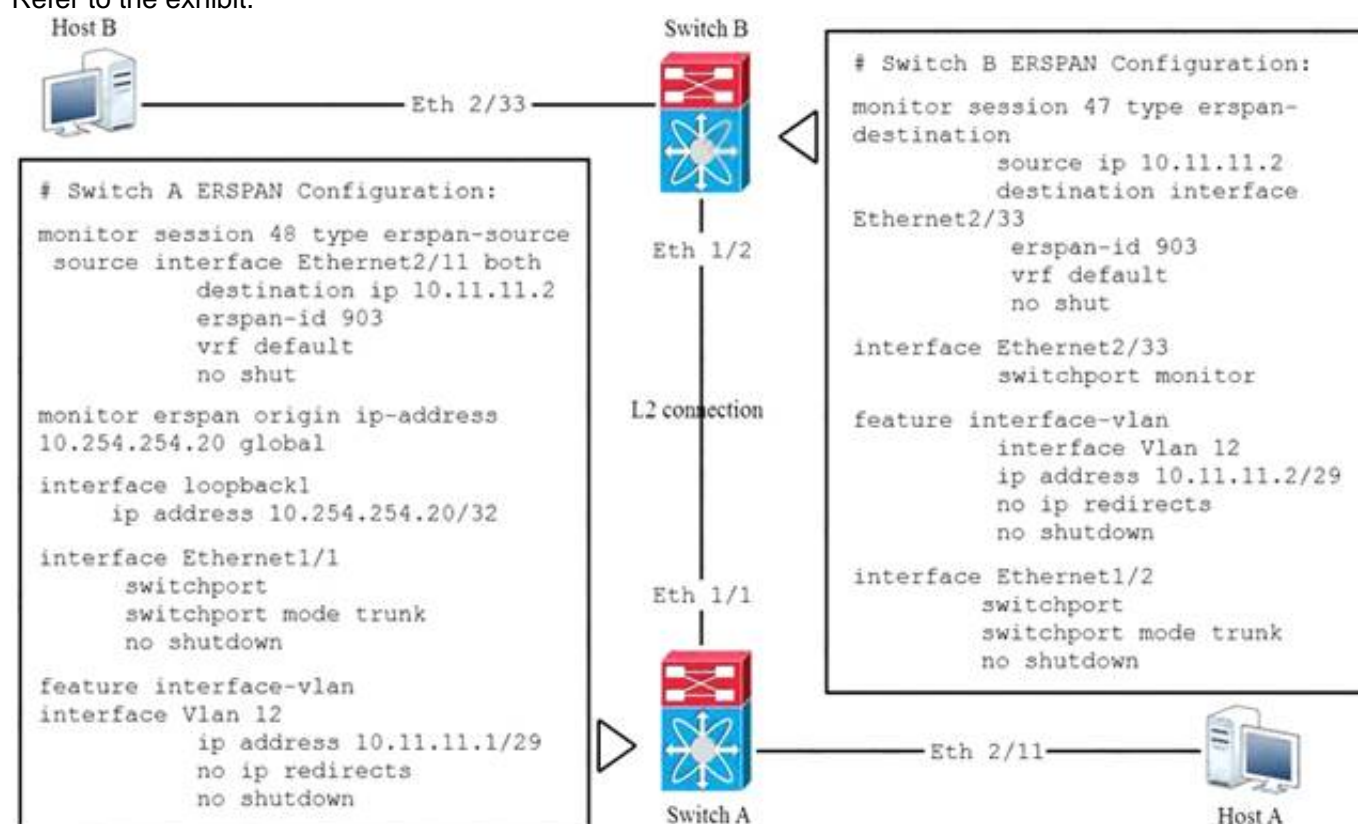 Refer to the exhibit.
Host B
Switch B
Eth 2/33
# Switch B ERSPAN Configuration:
monitor session 47 type erspan-
destination
source ip 10.11.11.2
destination interface
Ethernet2/33
erspan-id 903
vrf default
no shut
interface Ethernet2/33
switchport monitor
feature interface-vlan
interface Vlan 12
ip address 10.11.11.2/29
no ip redirects
no shutdown
interface Ethernet1/2
switchport
switchport mode trunk
no shutdown
# Switch A ERSPAN Configuration:
monitor session 48 type erspan-source
source interface Ethernet2/11 both
destination ip 10.11.11.2
erspan-id 903
vrf default
no shut
monitor erspan origin ip-address
10.254.254.20 global
interface loopback1
ip address 10.254.254.20/32
interface Ethernet1/1
switchport
switchport mode trunk
no shutdown
feature interface-vlan
interface Vlan 12
ip address 10.11.11.1/29
no ip redirects
no shutdown
Eth 1/2
L2 connection
Eth 1/1
Eth 2/11
Switch A
Host A